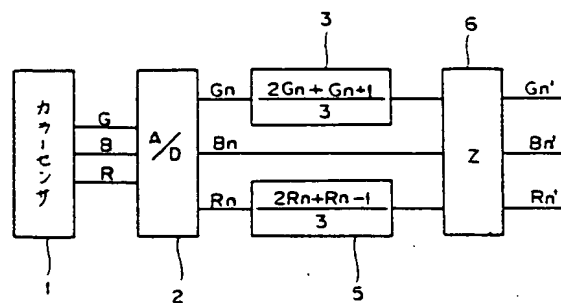 3
6
Gn
2Gn+Gn+1
3
Gn'
カラーセンサ
G
B
R
A/D
Bn
Z
Bn'
Rn
2Rn+Rn-1
3
Rn'
1
2
5